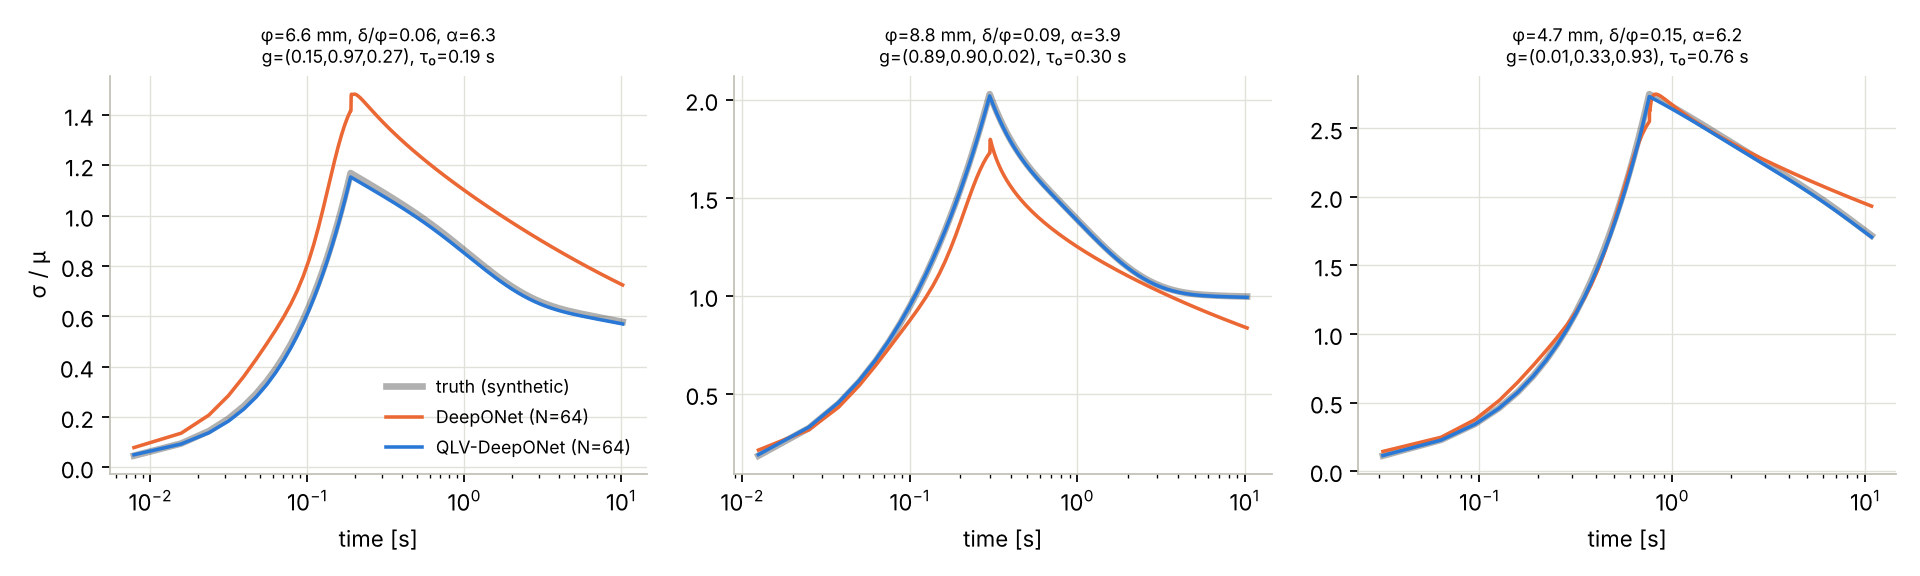 φ=6.6 mm, δ/φ=0.06, α=6.3
g=(0.15,0.97,0.27), τ₀=0.19 s
σ / μ
1.4
1.2
1.0
0.8
0.6
0.4
0.2
0.0
truth (synthetic)
DeepONet (N=64)
QLV-DeepONet (N=64)
10⁻² 10⁻¹ 10⁰ 10¹
time [s]
φ=8.8 mm, δ/φ=0.09, α=3.9
g=(0.89,0.90,0.02), τ₀=0.30 s
2.0
1.5
1.0
0.5
10⁻² 10⁻¹ 10⁰ 10¹
time [s]
φ=4.7 mm, δ/φ=0.15, α=6.2
g=(0.01,0.33,0.93), τ₀=0.76 s
2.5
2.0
1.5
1.0
0.5
0.0
10⁻¹ 10⁰ 10¹
time [s]